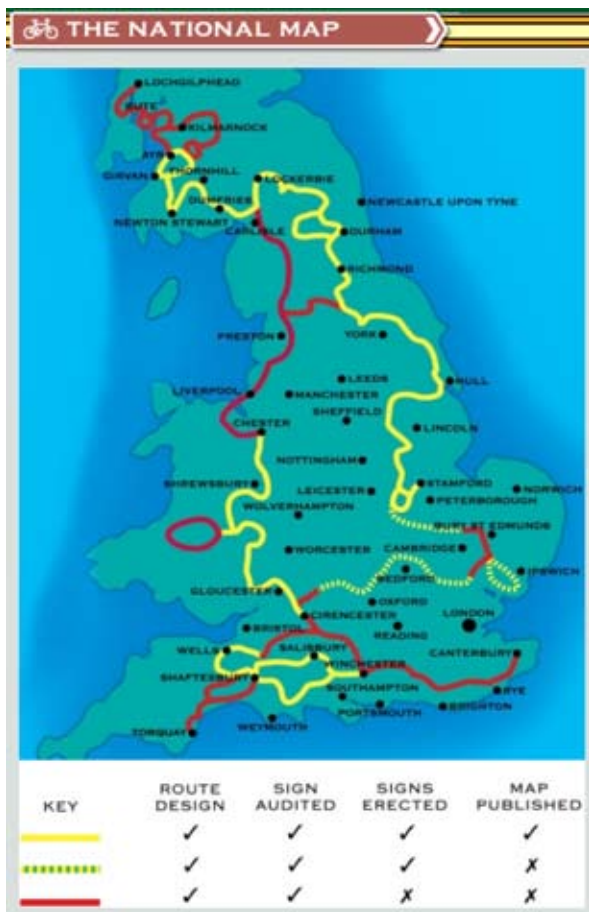 THE NATIONAL MAP
LOCHGILPHEAD
BUTE
KILMARNOCK
AYR
THORNHILL
GIRVAN
LOCKERBIE
DUMFRIES
NEWCASTLE UPON TYNE
NEWTON STEWART
CARLISLE
DURHAM
RICHMOND
PRESTON
YORK
LEEDS
HULL
LIVERPOOL
MANCHESTER
SHEFFIELD
CHESTER
LINCOLN
NOTTINGHAM
SHREWSBURY
STAMFORD
NORWICH
LEICESTER
PETERBOROUGH
WOLVERHAMPTON
BURY ST EDMUNDS
WORCESTER
CAMBRIDGE
BEDFORD
IPSWICH
GLOUCESTER
OXFORD
CIRENCESTER
LONDON
BRISTOL
READING
WELLS
SALISBURY
CANTERBURY
WINCHESTER
SHAFTESBURY
SOUTHAMPTON
RYE
PORTSMOUTH
BRIGHTON
WEYMOUTH
TORQUAY
KEY
ROUTE DESIGN
SIGN AUDITED
SIGNS ERECTED
MAP PUBLISHED
✓ ✓ ✓ ✓
✓ ✓ ✓ ✗
✓ ✓ ✗ ✗